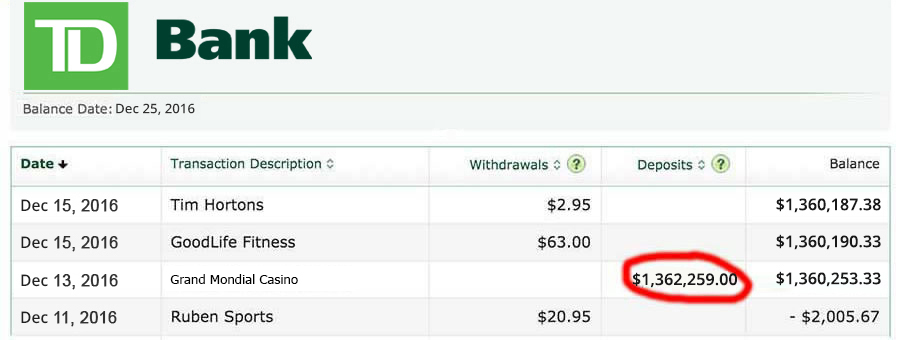 TD Bank
Balance Date: Dec 25, 2016
Date Transaction Description Withdrawals ? Deposits ? Balance
Dec 15, 2016 Tim Hortons $2.95 $1,360,187.38
Dec 15, 2016 GoodLife Fitness $63.00 $1,360,190.33
Dec 13, 2016 Grand Mondial Casino $1,362,259.00 $1,360,253.33
Dec 11, 2016 Ruben Sports $20.95 - $2,005.67